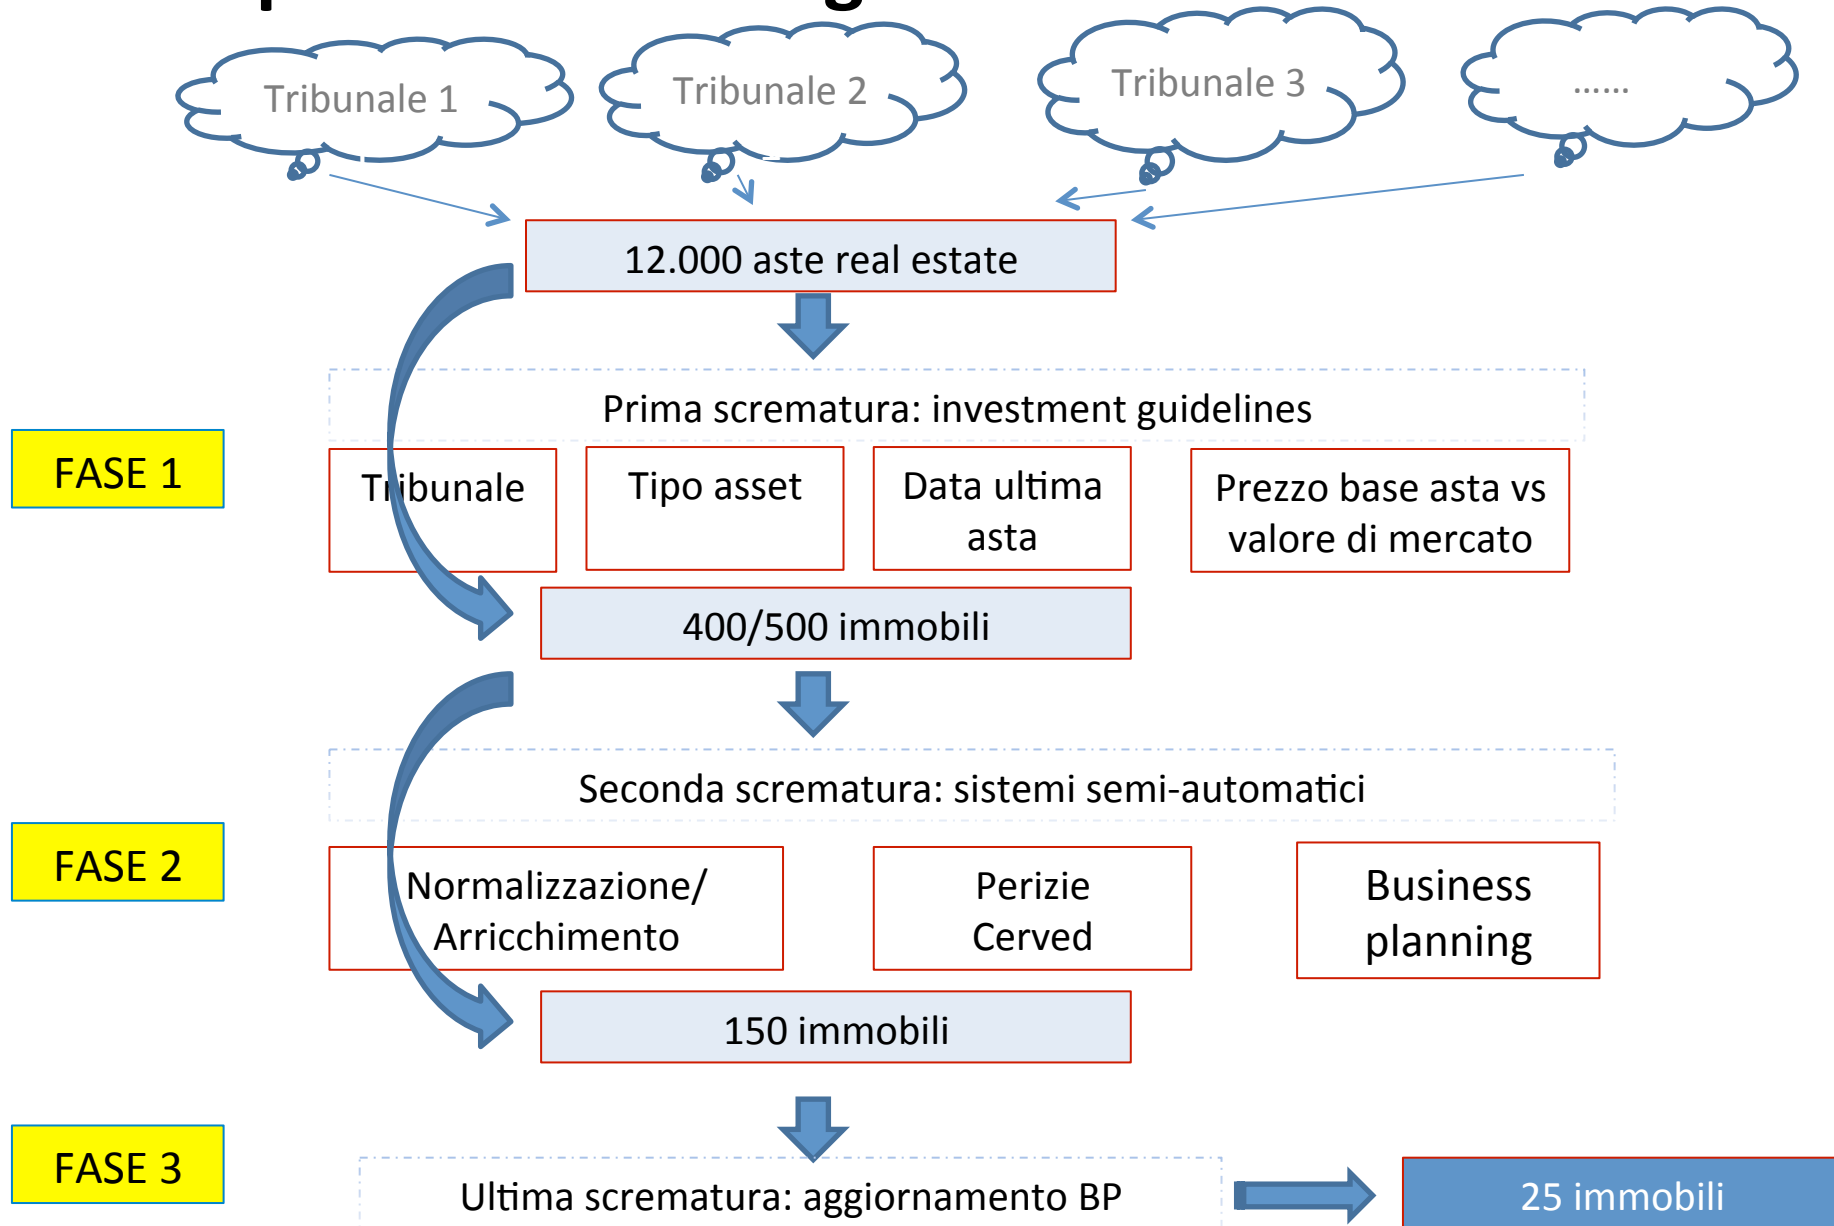 Tribunale 1
Tribunale 2
Tribunale 3
......
12.000 aste real estate
Prima scrematura: investment guidelines
FASE 1
Tribunale
Tipo asset
Data ultima
asta
Prezzo base asta vs
valore di mercato
400/500 immobili
Seconda scrematura: sistemi semi-automatici
FASE 2
Normalizzazione/
Arricchimento
Perizie
Cerved
Business
planning
150 immobili
FASE 3
Ultima scrematura: aggiornamento BP
25 immobili